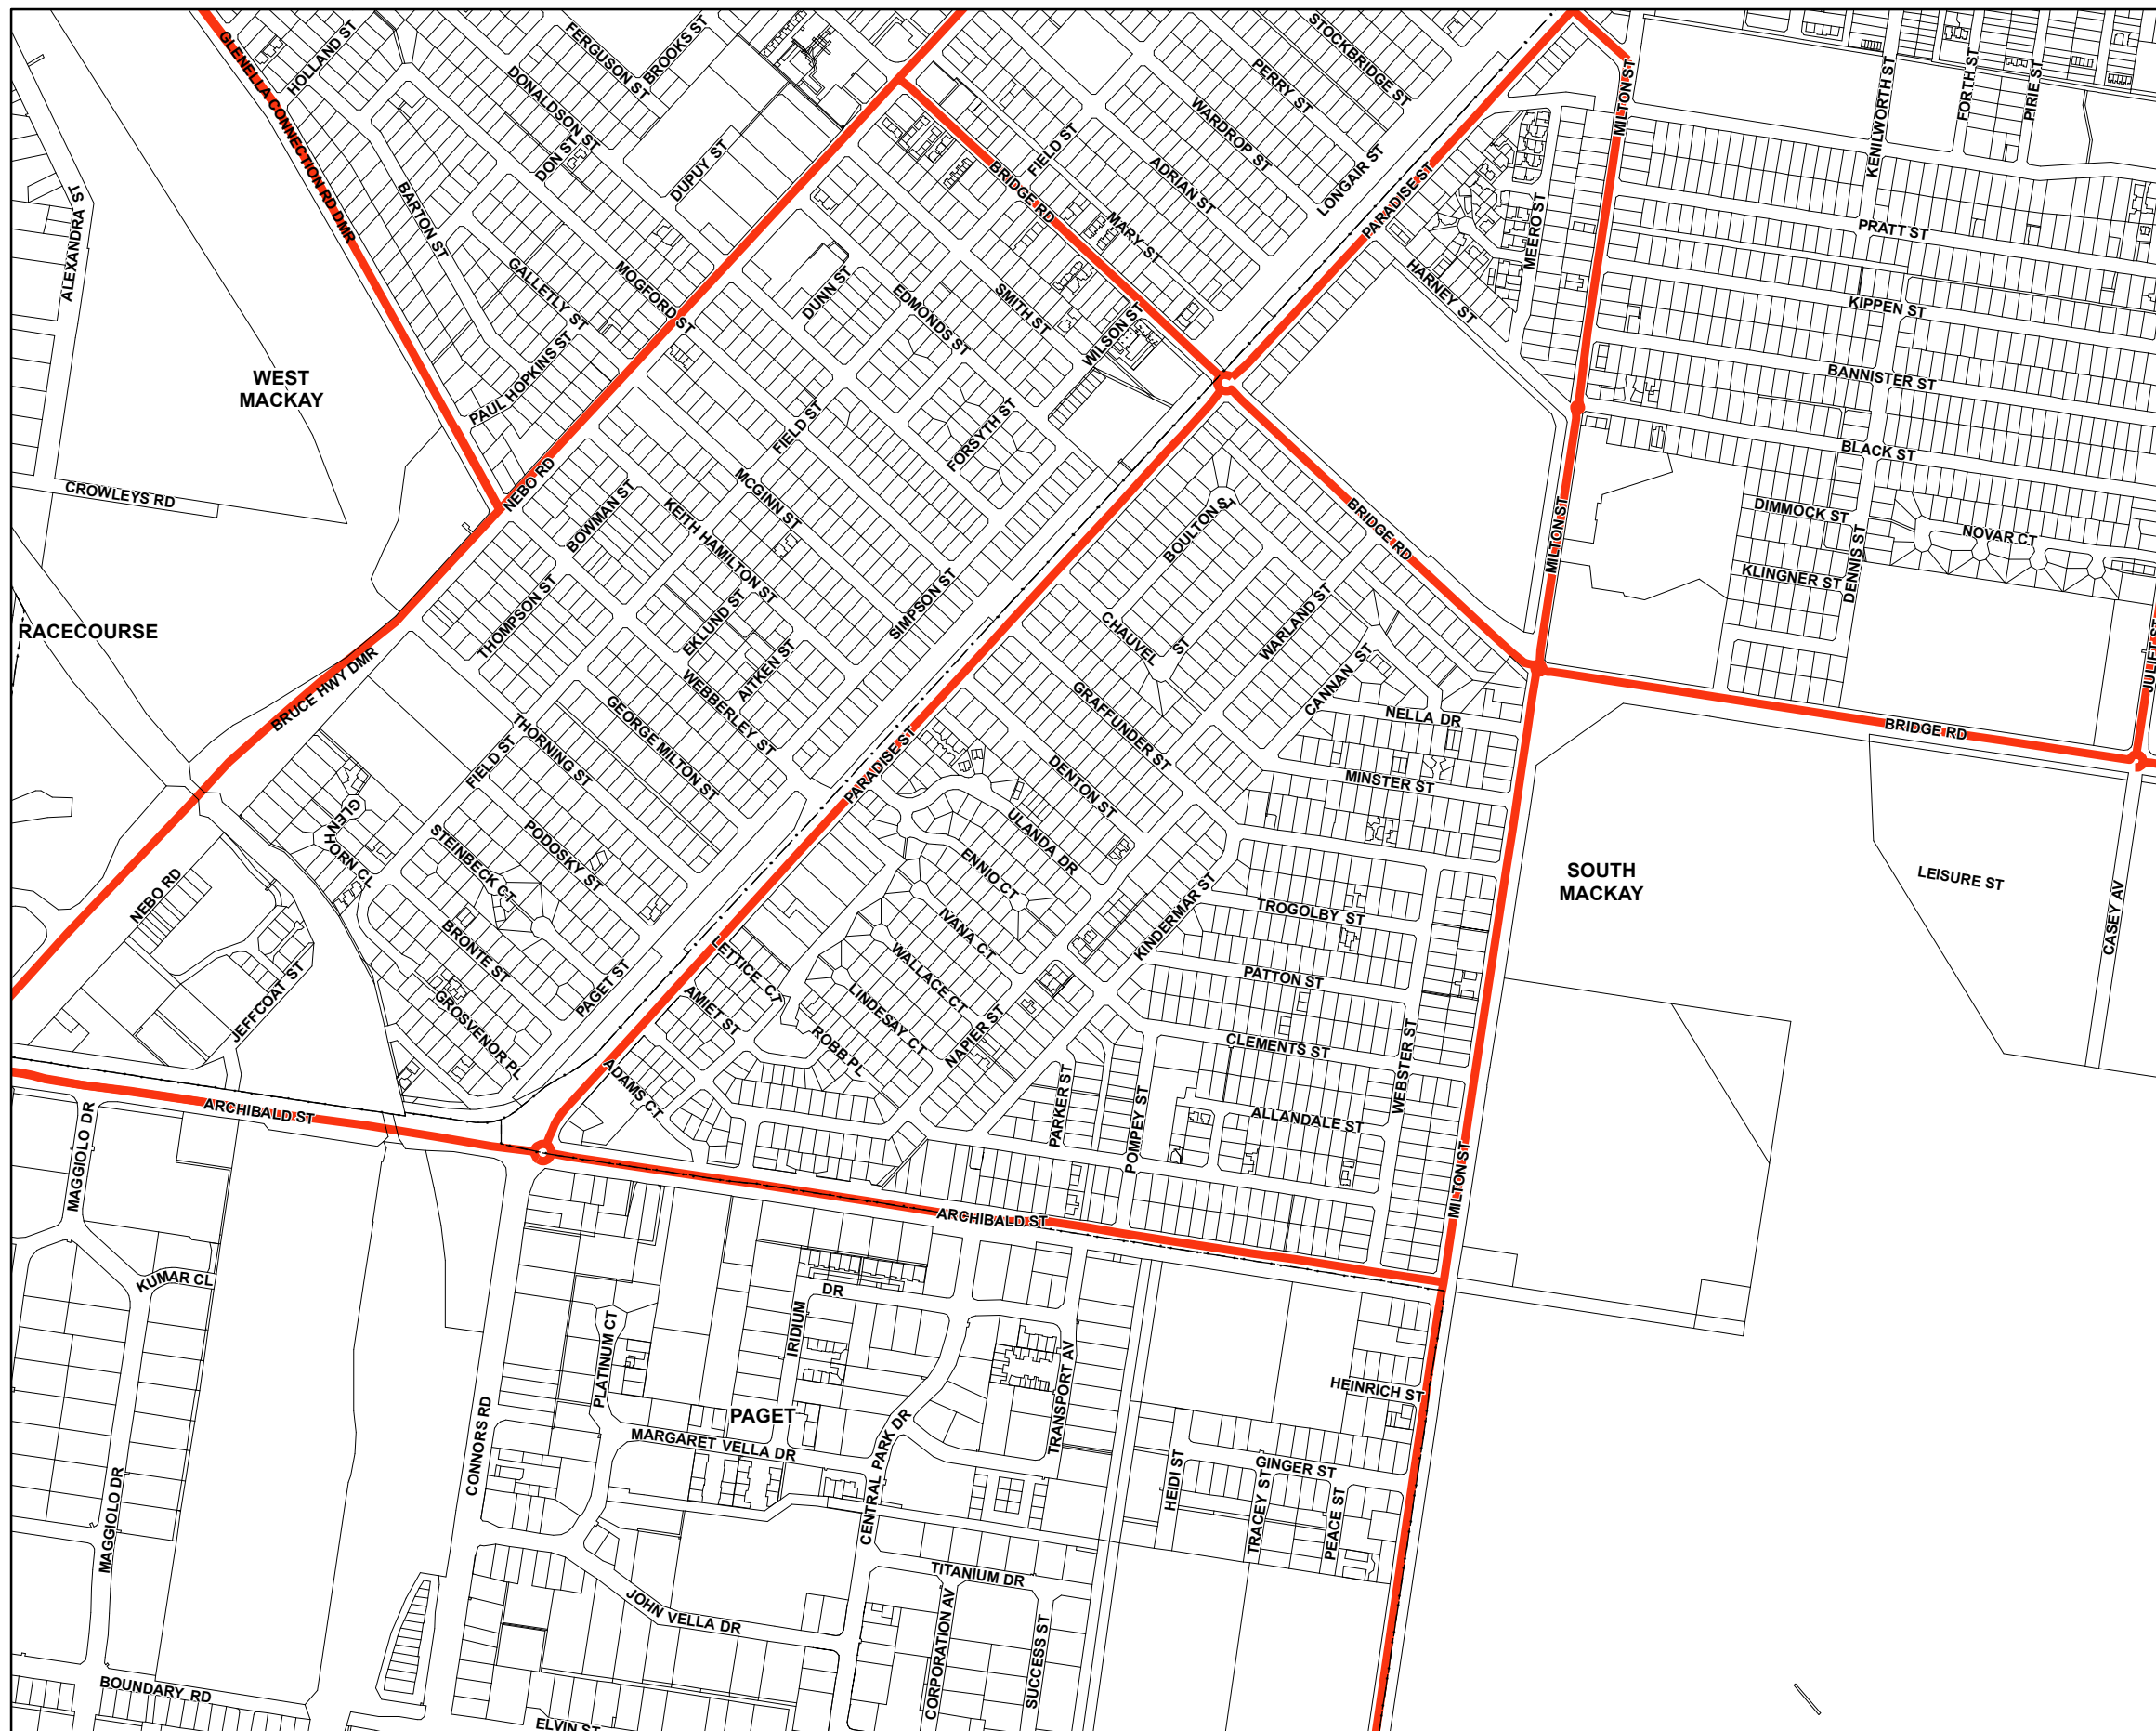 GLENELLA CONNECTION RD DMR
HOLLAND ST
FERGUSON ST
BROOKS ST
DONALDSON ST
DON ST
DUPUY ST
BARTON ST
GALLETLY ST
MOGFORD ST
PAUL HOPKINS ST
ALEXANDRA ST
WEST
MACKAY
CROWLEYS RD
RACECOURSE
BRUCE HWY DMR
NEBO RD
STOCKBRIDGE ST
PERRY ST
WARDROP ST
FIELD ST
ADRIAN ST
BRIDGE RD
MARY ST
LONGAIR ST
PARADISE ST
DUNN ST
EDMONDS ST
SMITH ST
WILSON ST
FIELD ST
FORSYTH ST
MCGINN ST
BOWMAN ST
KEITH HAMILTON ST
THOMPSON ST
EKLUND ST
AITKEN ST
SIMPSON ST
WEBBERLEY ST
GEORGE MILTON ST
THORNING ST
FIELD ST
PODOSKY ST
STEINBECK CT
GLENTHORN CL
BRONTE ST
GROSVENOR PL
PAGET ST
NEBO RD
JEFFCOAT ST
MILTON ST
KENILWORTH ST
FORTH ST
PIRIE ST
PRATT ST
MEERO ST
HARNEY ST
KIPPEN ST
BANNISTER ST
BLACK ST
DIMMOCK ST
NOVAR CT
KLINGNER ST
DENNIS ST
JULIET ST
MILTON ST
BRIDGE RD
BOULTON ST
CHAUVEL
ST
WARLAND ST
CANNAN ST
GRAFFUNDER ST
NELLA DR
MINSTER ST
BRIDGE RD
PARADISE ST
DENTON ST
ULANDA DR
ENNIO CT
IVANA CT
WALLACE CT
LINDESAY CT
LETTICE CT
AMIET ST
ROBB PL
NAPIER ST
ADAMS CT
KINDERMAR ST
TROGOLBY ST
PATTON ST
CLEMENTS ST
WEBSTER ST
PARKER ST
POMPEY ST
ALLANDALE ST
MILTON ST
SOUTH
MACKAY
LEISURE ST
CASEY AV
ARCHIBALD ST
ARCHIBALD ST
MAGGIOLO DR
KUMAR CL
MAGGIOLO DR
BOUNDARY RD
CONNORS RD
PLATINUM CT
IRIDIUM
DR
PAGET
MARGARET VELLA DR
CENTRAL PARK DR
TRANSPORT AV
HEINRICH ST
HEIDI ST
GINGER ST
TRACEY ST
PEACE ST
TITANIUM DR
JOHN VELLA DR
CORPORATION AV
SUCCESS ST
ELVIN ST